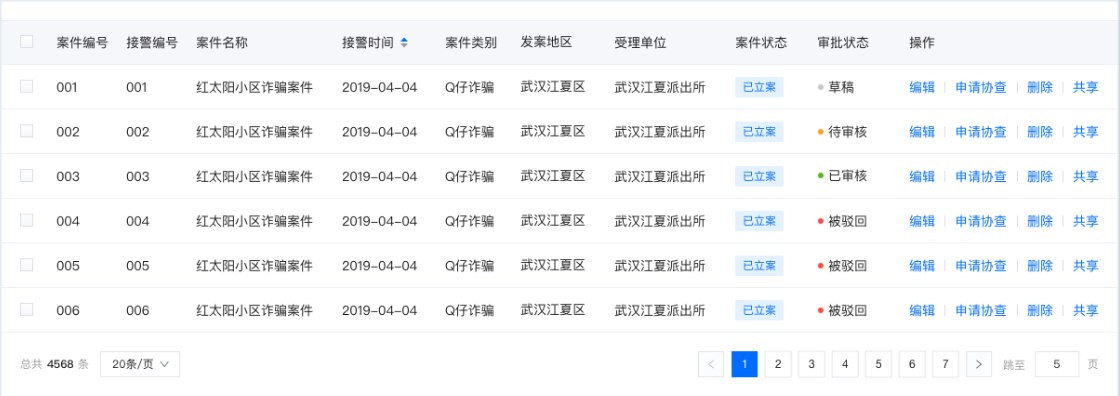 案件编号 接警编号 案件名称 接警时间 案件类别 发案地区 受理单位 案件状态 审批状态 操作
001 001 红太阳小区诈骗案件 2019-04-04 Q仔诈骗 武汉江夏区 武汉江夏派出所 已立案 草稿 编辑 申请协查 删除 共享
002 002 红太阳小区诈骗案件 2019-04-04 Q仔诈骗 武汉江夏区 武汉江夏派出所 已立案 待审核 编辑 申请协查 删除 共享
003 003 红太阳小区诈骗案件 2019-04-04 Q仔诈骗 武汉江夏区 武汉江夏派出所 已立案 已审核 编辑 申请协查 删除 共享
004 004 红太阳小区诈骗案件 2019-04-04 Q仔诈骗 武汉江夏区 武汉江夏派出所 已立案 被驳回 编辑 申请协查 删除 共享
005 005 红太阳小区诈骗案件 2019-04-04 Q仔诈骗 武汉江夏区 武汉江夏派出所 已立案 被驳回 编辑 申请协查 删除 共享
006 006 红太阳小区诈骗案件 2019-04-04 Q仔诈骗 武汉江夏区 武汉江夏派出所 已立案 被驳回 编辑 申请协查 删除 共享
总共 4568 条 20条/页 < 1 2 3 4 5 6 7 > 跳至 5 页